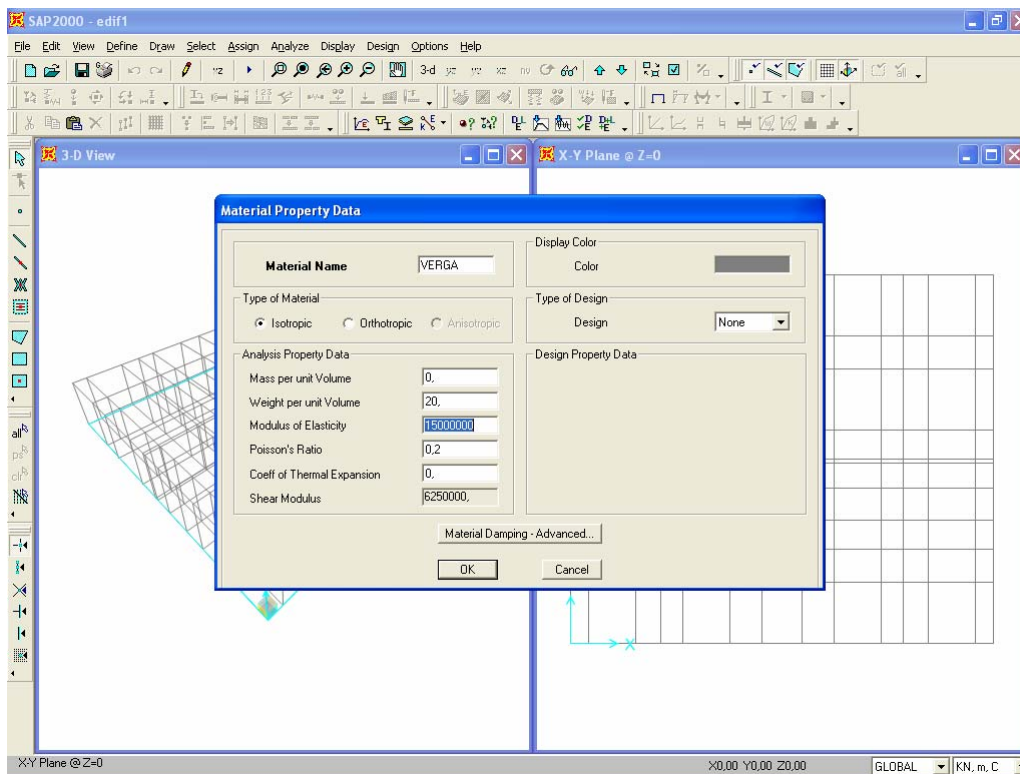 SAP2000 - edif1
File Edit View Define Draw Select Assign Analyze Display Design Options Help
3-d
3-D View
X-Y Plane @ Z=0
Material Property Data
Material Name VERGA
Display Color
Color
Type of Material
Isotropic Orthotropic Anisotropic
Type of Design
Design None
Analysis Property Data
Mass per unit Volume 0,
Weight per unit Volume 20,
Modulus of Elasticity 15000000
Poisson's Ratio 0,2
Coeff of Thermal Expansion 0,
Shear Modulus 6250000,
Design Property Data
Material Damping - Advanced...
OK Cancel
all
X
X-Y Plane @ Z=0
X0,00 Y0,00 Z0,00
GLOBAL
KN, m, C